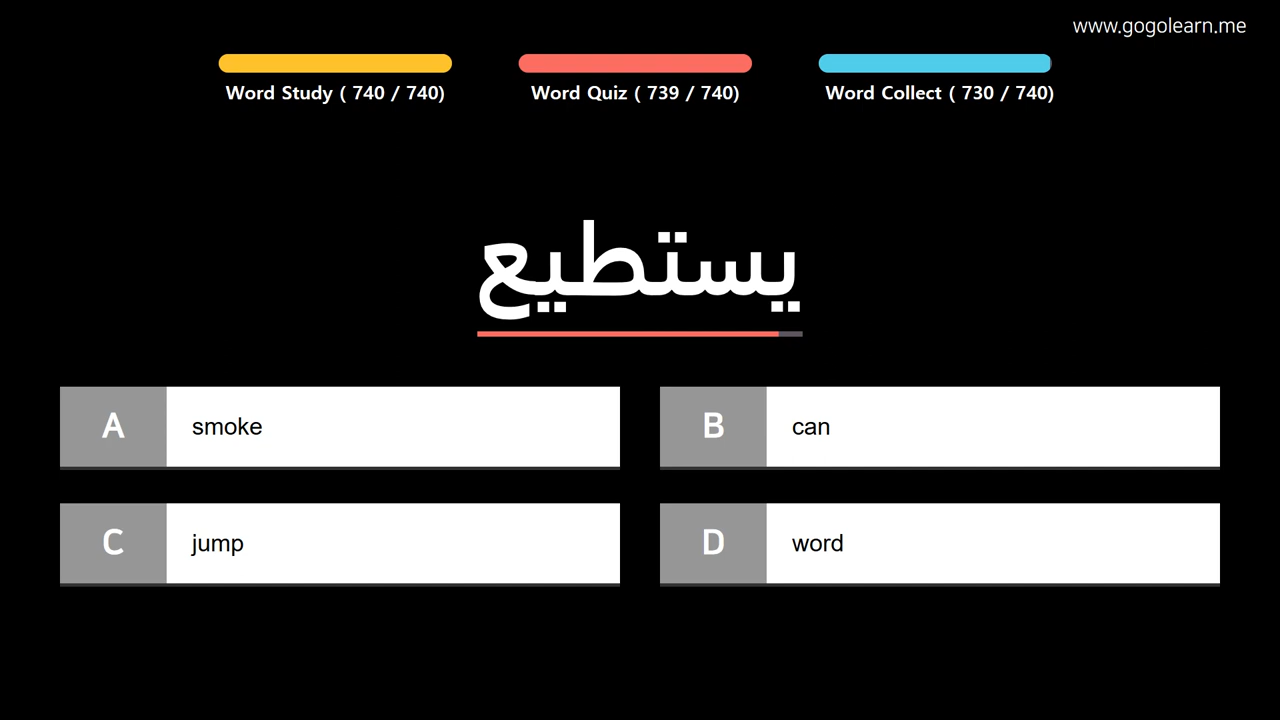 www.gogolearn.me
Word Study ( 740 / 740)
Word Quiz ( 739 / 740)
Word Collect ( 730 / 740)
يستطيع
A smoke
B can
C jump
D word